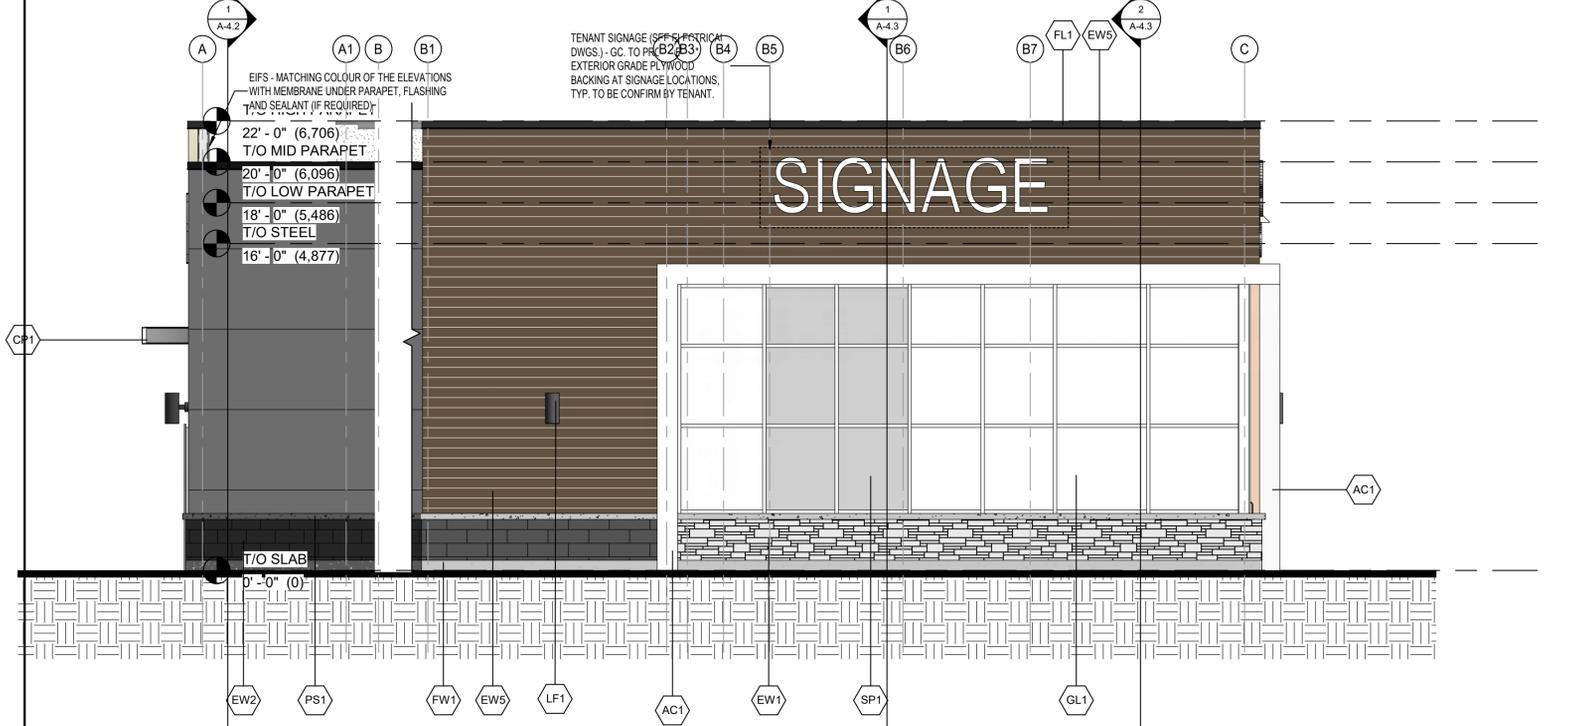 1
A-4.2
1
A-4.3
2
A-4.3
A
A1
B
B1
B2
B3
B4
B5
B6
B7
FL1
EW5
C
TENANT SIGNAGE (SEE ELECTRICAL
DWGS.) - GC. TO
EXTERIOR GRADE PLYWOOD
BACKING AT SIGNAGE LOCATIONS,
TYP. TO BE CONFIRM BY TENANT.
EIFS - MATCHING COLOUR OF THE ELEVATIONS
WITH MEMBRANE UNDER PARAPET, FLASHING
AND SEALANT (IF REQUIRED)
T/O HIGH PARAPET
22' - 0" (6,706)
T/O MID PARAPET
20' - 0" (6,096)
T/O LOW PARAPET
18' - 0" (5,486)
T/O STEEL
16' - 0" (4,877)
SIGNAGE
CP1
AC1
T/O SLAB
0' - 0" (0)
EW2
PS1
FW1
EW5
LF1
AC1
EW1
SP1
GL1